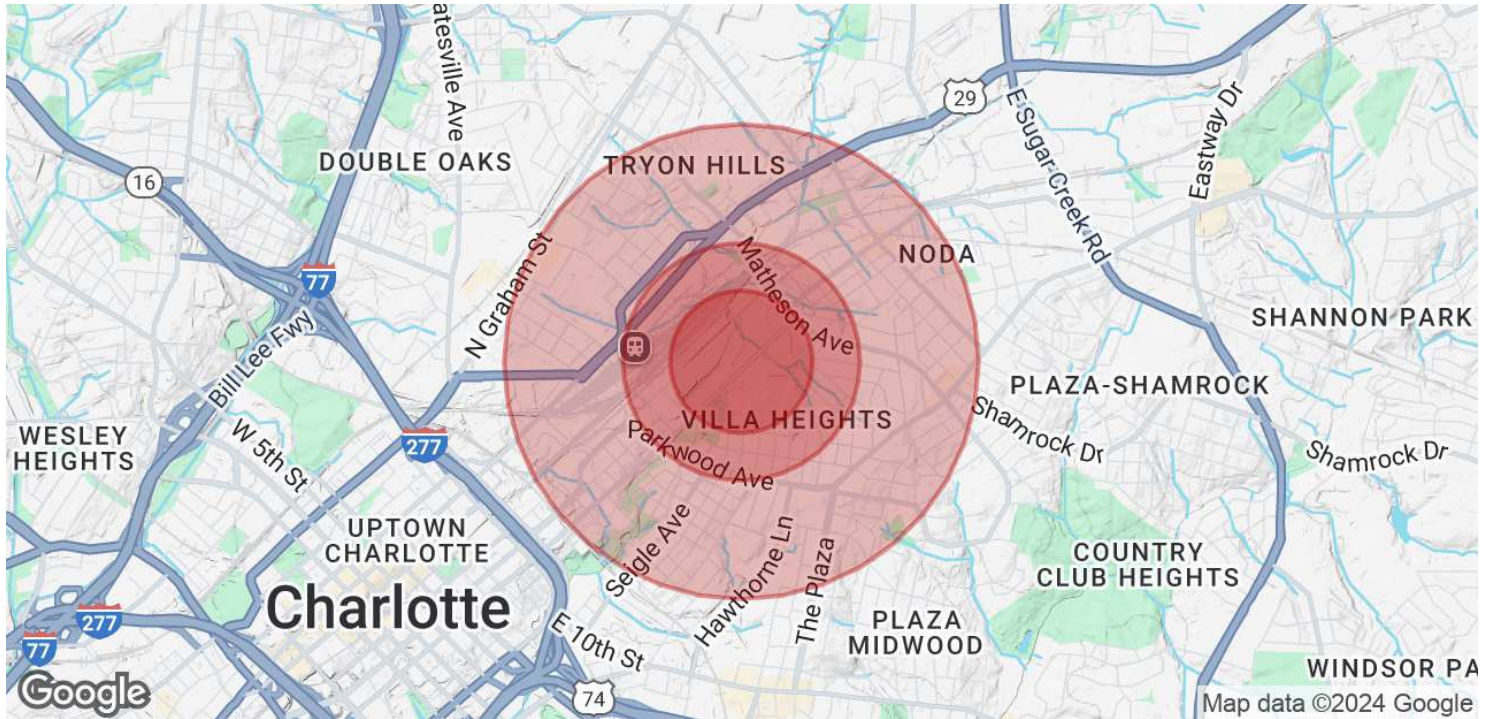 atesville Ave
29
E Sugar Creek Rd
Eastway Dr
DOUBLE OAKS
TRYON HILLS
16
N Graham St
Matheson Ave
NODA
77
Bill Lee Fwy
SHANNON PARK
PLAZA-SHAMROCK
WESLEY
HEIGHTS
W 5th St
277
VILLA HEIGHTS
Parkwood Ave
Shamrock Dr
Shamrock Dr
UPTOWN
CHARLOTTE
Charlotte
Seigle Ave
Hawthorne Ln
The Plaza
COUNTRY
CLUB HEIGHTS
PLAZA
MIDWOOD
E 10th St
277
77
74
WINDSOR PA
Google
Map data ©2024 Google